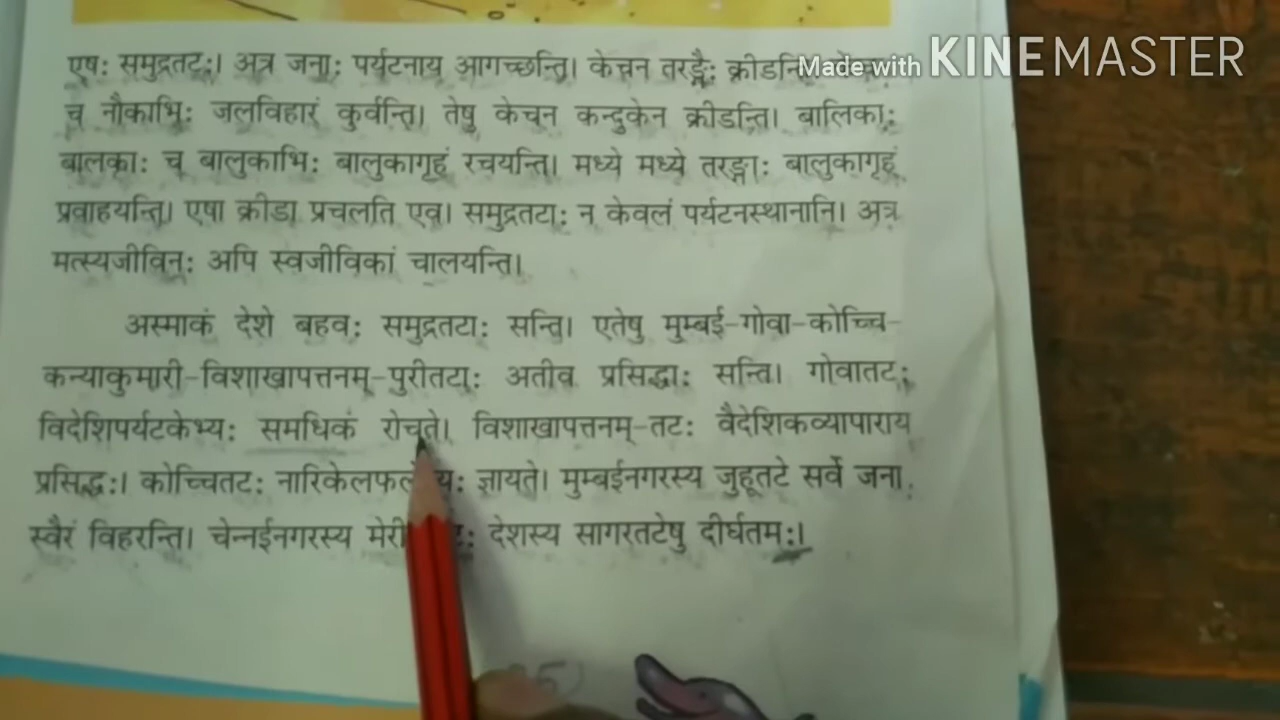 एषः समुद्रतटः। अत्र जनाः पर्यटनाय आगच्छन्ति। केचन तरङ्गैः
Made with KINEMASTER
च नौकाभिः जलविहारं कुर्वन्ति। तेषु केचन कन्दुकेन क्रीडन्ति। बालिकाः
बालकाः च बालुकाभिः बालुकागृहं रचयन्ति। मध्ये मध्ये तरङ्गाः बालुकागृहं
प्रवाहयन्ति। एषा क्रीडा प्रचलति एव। समुद्रतटाः न केवलं पर्यटनस्थानानि। अत्र
मत्स्यजीविनः अपि स्वजीविकां चालयन्ति।
अस्माकं देशे बहवः समुद्रतटाः सन्ति। एतेषु मुम्बई-गोवा-कोच्चि-
कन्याकुमारी-विशाखापत्तनम्-पुरीतटाः अतीव प्रसिद्धाः सन्ति। गोवातटः
विदेशिपर्यटकेभ्यः समधिकं रोचते। विशाखापत्तनम्-तटः वैदेशिकव्यापाराय
प्रसिद्धः। कोच्चितटः ज्ञायते। मुम्बईनगरस्य जुहूतटे सर्वे जना
स्वैरं विहरन्ति। चेन्नईनगरस्य देशस्य सागरतटेषु दीर्घतमः।